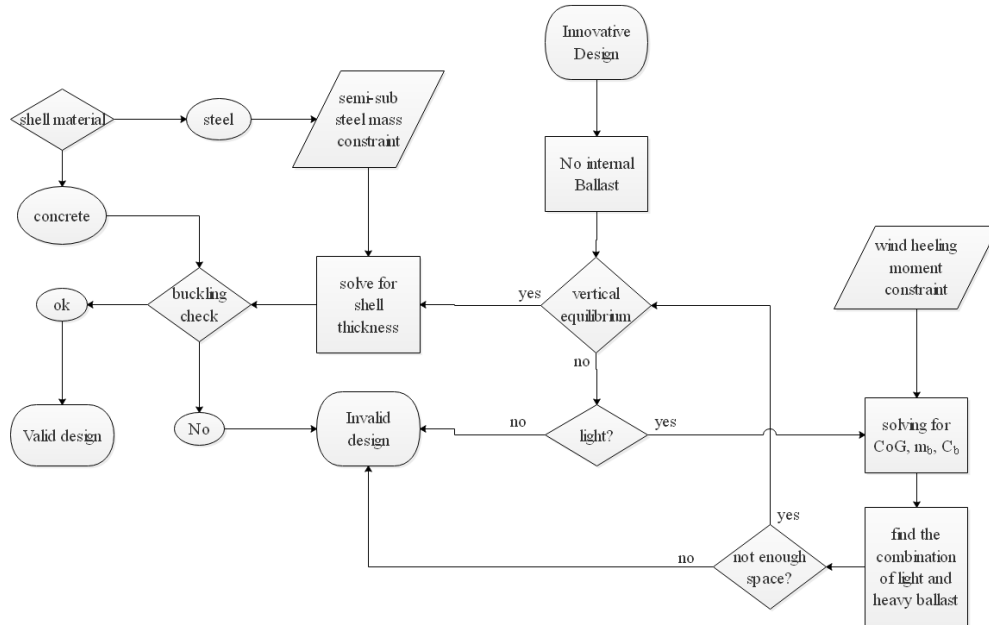 Innovative
Design
shell material
steel
semi-sub
steel mass
constraint
No internal
Ballast
concrete
wind heeling
moment
constraint
ok
buckling
check
solve for
shell
thickness
yes
vertical
equilibrium
no
Valid design
No
Invalid
design
no
light?
yes
solving for
CoG, m_b, C_b
yes
no
not enough
space?
find the
combination
of light and
heavy ballast